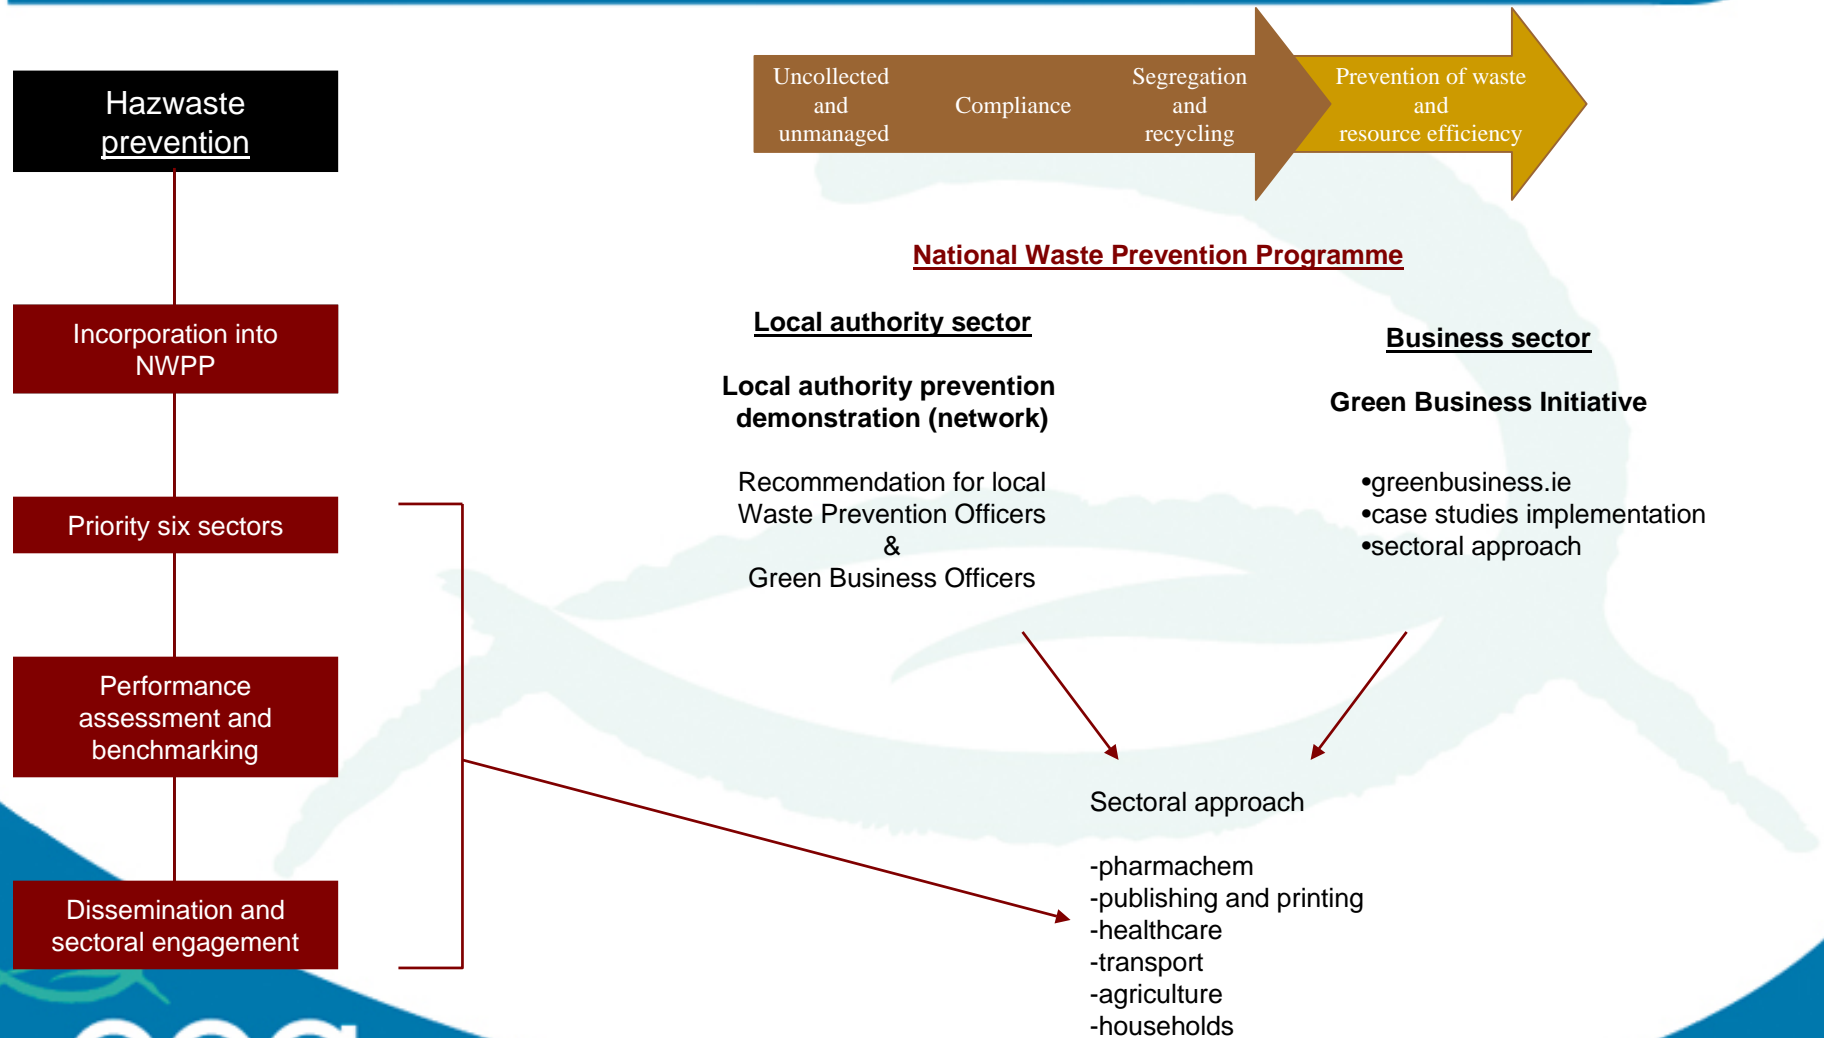 Hazwaste
prevention
Incorporation into
NWPP
Priority six sectors
Performance
assessment and
benchmarking
Dissemination and
sectoral engagement
Uncollected
and
unmanaged
Compliance
Segregation
and
recycling
Prevention of waste
and
resource efficiency
National Waste Prevention Programme
Local authority sector
Local authority prevention
demonstration (network)
Recommendation for local
Waste Prevention Officers
&
Green Business Officers
Business sector
Green Business Initiative
•greenbusiness.ie
•case studies implementation
•sectoral approach
Sectoral approach
-pharmachem
-publishing and printing
-healthcare
-transport
-agriculture
-households